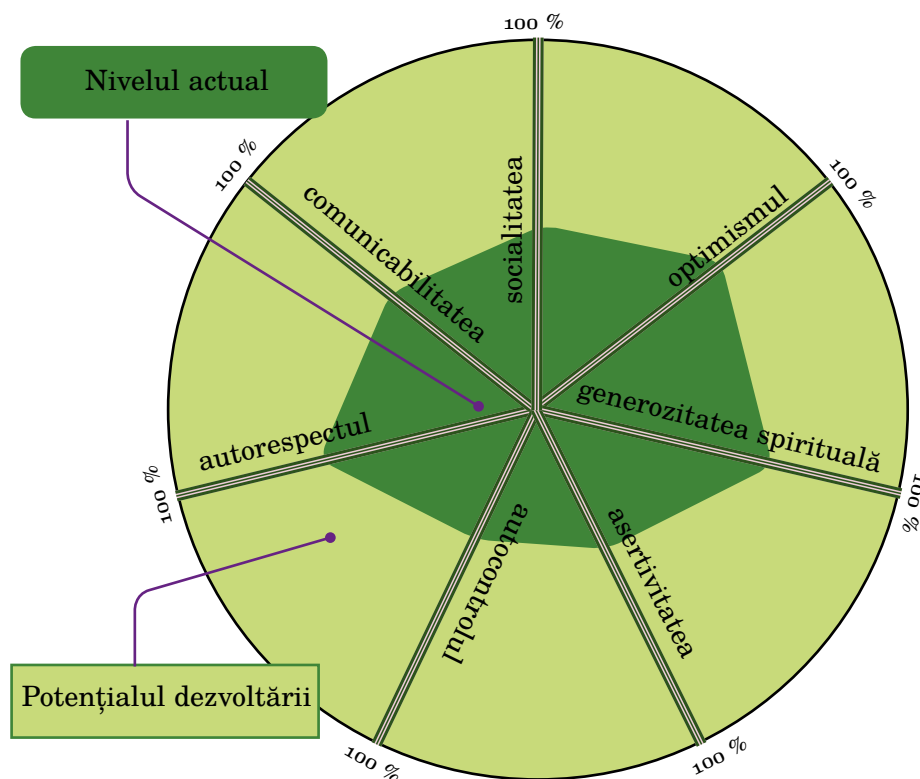 100 %
Nivelul actual
100 %
100 %
comunicabilitatea
socialitatea
optimismul
generozitatea spirituală
autorespectul
100 %
100 %
autocontrolul
asertivitatea
Potențialul dezvoltării
100 %
100 %